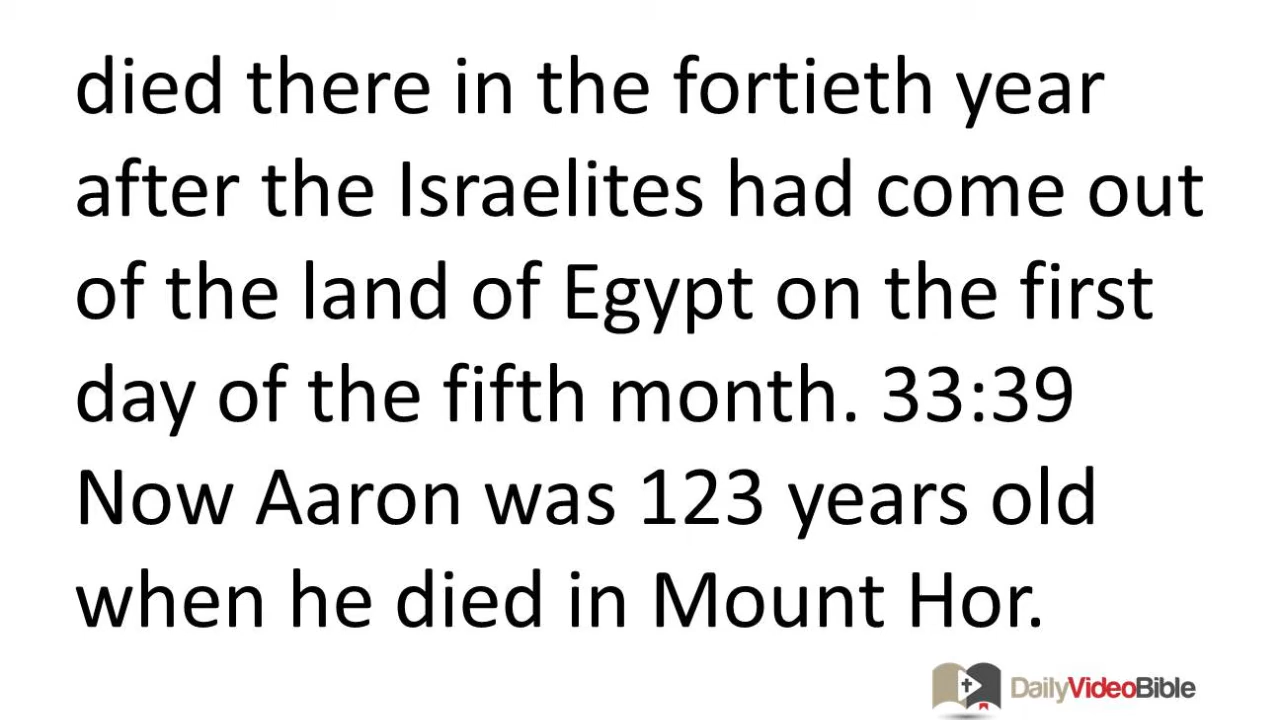 died there in the fortieth year
after the Israelites had come out
of the land of Egypt on the first
day of the fifth month. 33:39
Now Aaron was 123 years old
when he died in Mount Hor.
DailyVideoBible